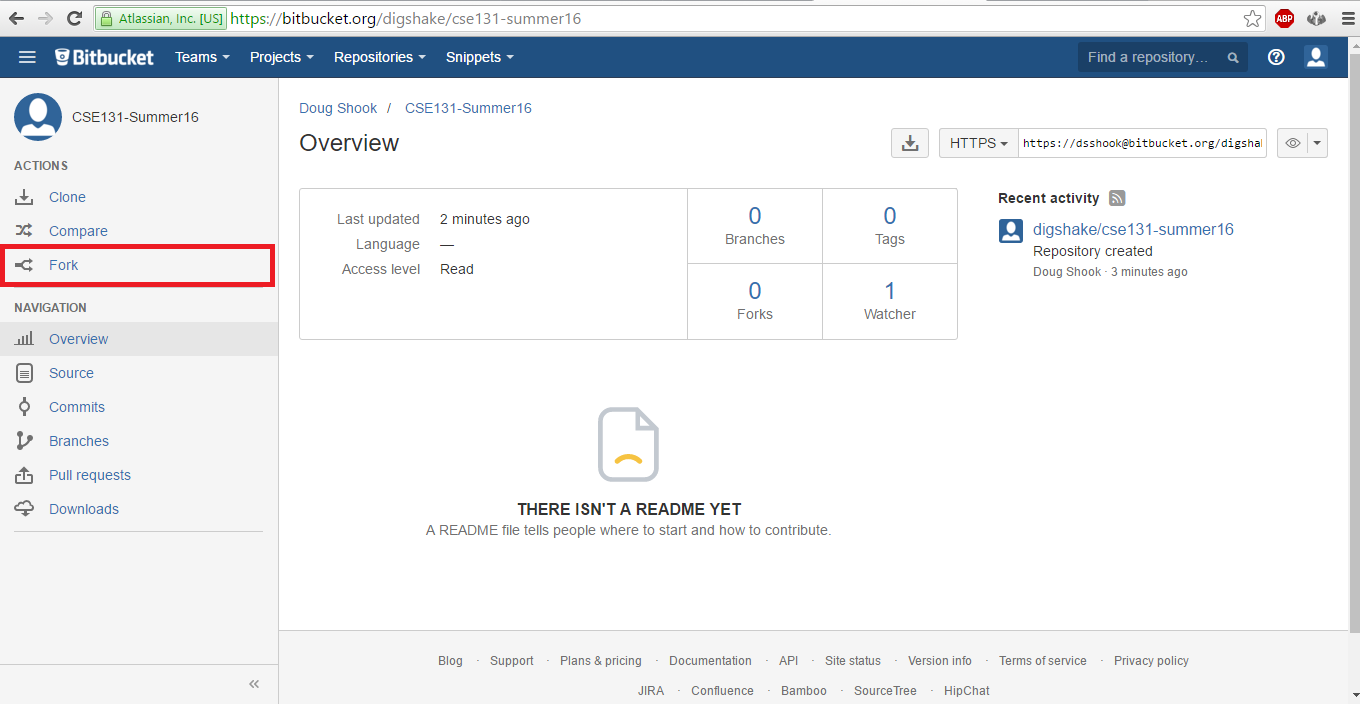 Atlassian, Inc. [US] https://bitbucket.org/digshake/cse131-summer16
ABP
Bitbucket Teams Projects Repositories Snippets Find a repository...
CSE131-Summer16
ACTIONS
Clone
Compare
Fork
NAVIGATION
Overview
Source
Commits
Branches
Pull requests
Downloads
Doug Shook / CSE131-Summer16
Overview
HTTPS https://dsshook@bitbucket.org/digsha
Last updated 2 minutes ago
Language —
Access level Read
0 Branches
0 Tags
0 Forks
1 Watcher
Recent activity
digshake/cse131-summer16
Repository created
Doug Shook · 3 minutes ago
THERE ISN'T A README YET
A README file tells people where to start and how to contribute.
Blog · Support · Plans & pricing · Documentation · API · Site status · Version info · Terms of service · Privacy policy
JIRA · Confluence · Bamboo · SourceTree · HipChat